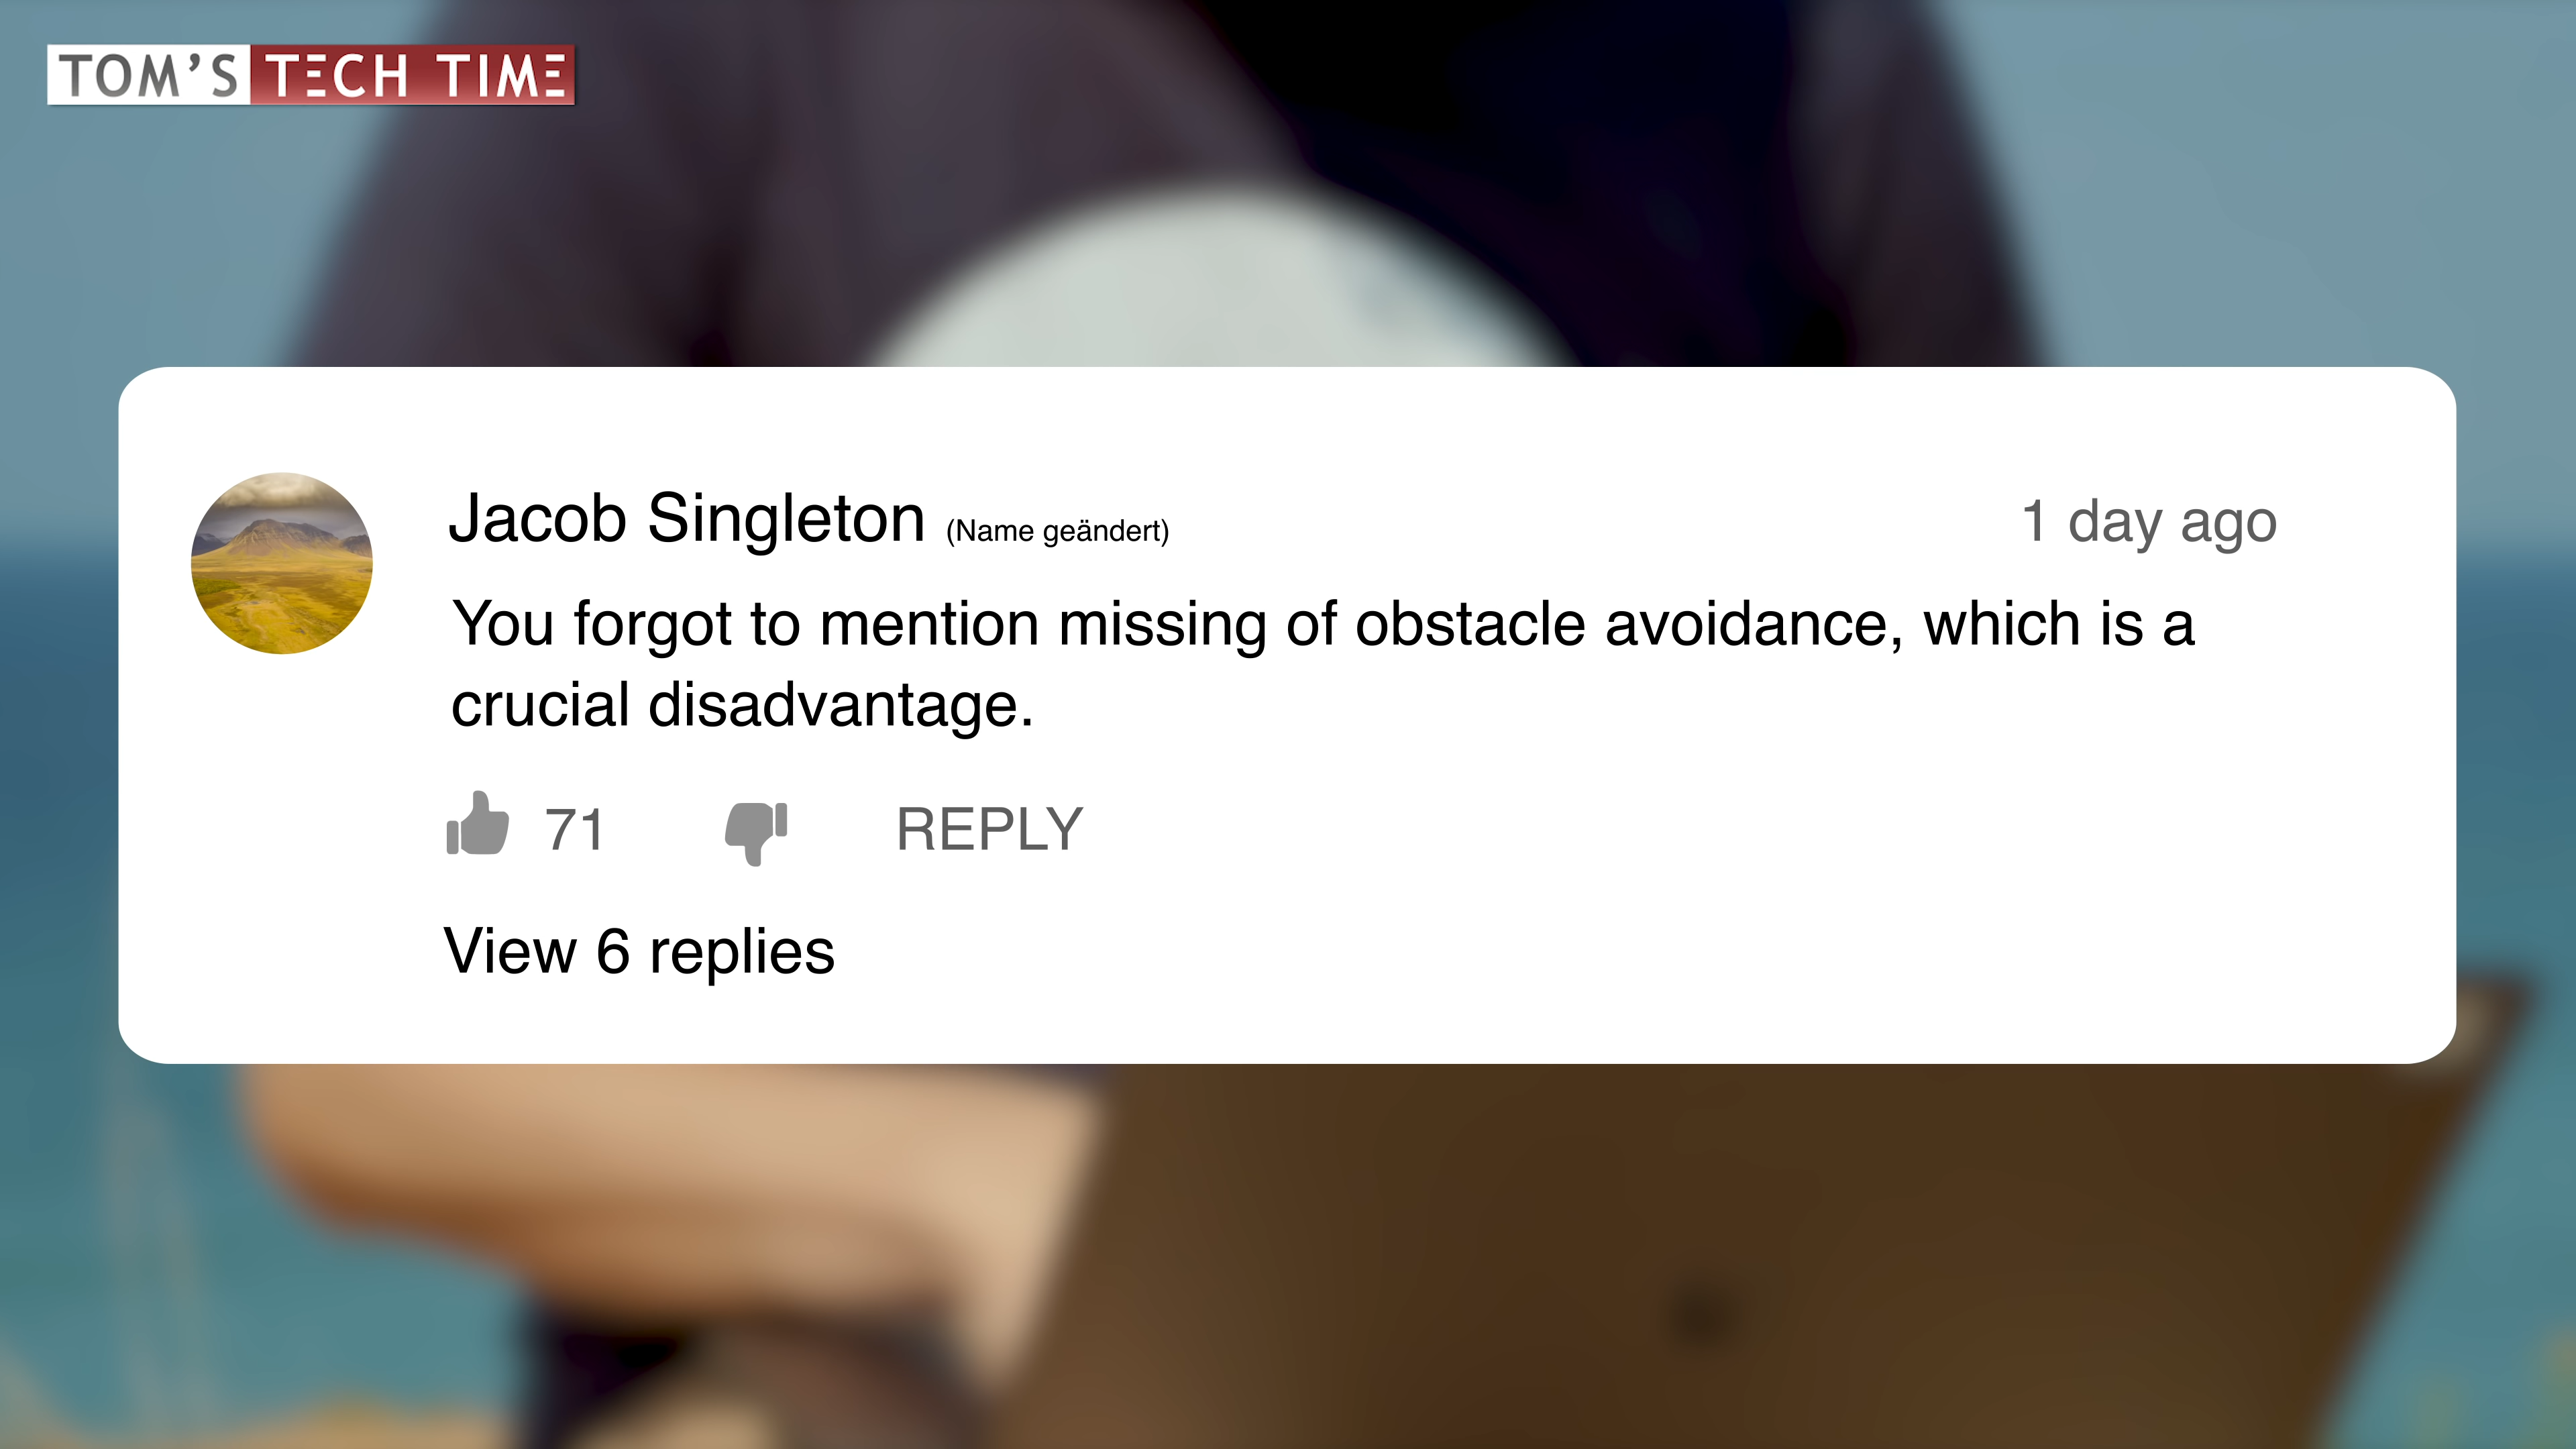 TOM'S TECH TIME
Jacob Singleton (Name geändert) 1 day ago
You forgot to mention missing of obstacle avoidance, which is a
crucial disadvantage.
71 REPLY
View 6 replies